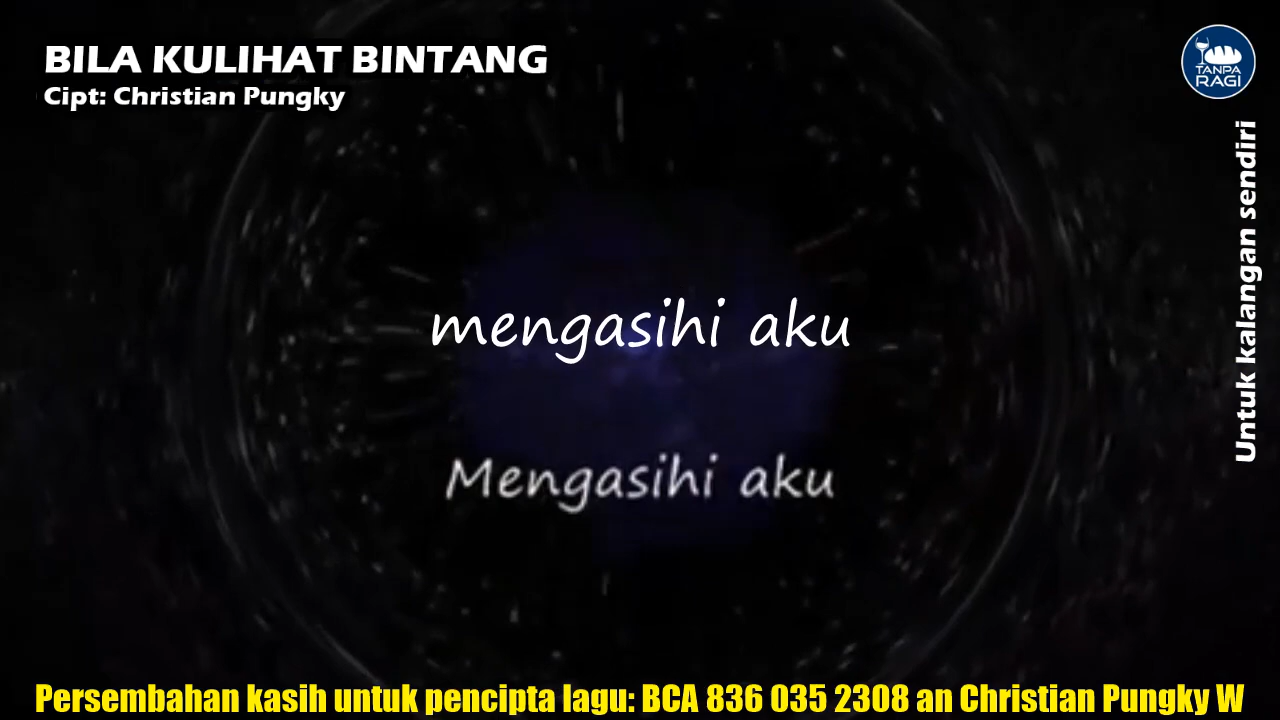 BILA KULIHAT BINTANG
Cipt: Christian Pungky
TANPA
RAGI
Untuk kalangan sendiri
mengasihi aku
Mengasihi aku
Persembahan kasih untuk pencipta lagu: BCA 836 035 2308 an Christian Pungky W